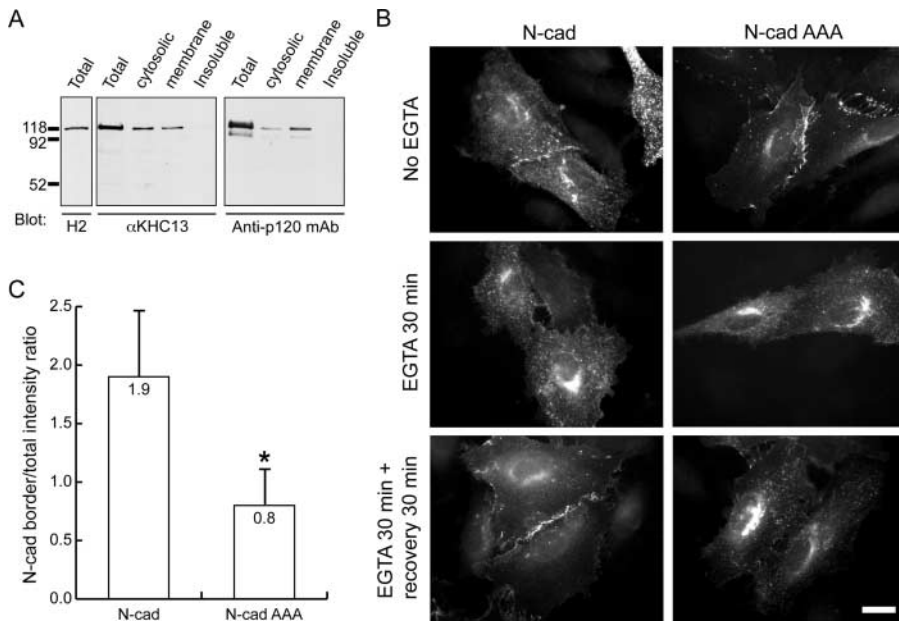 A
Total
Total
cytosolic
membrane
Insoluble
Total
cytosolic
membrane
Insoluble
118
92
52
Blot:
H2
αKHC13
Anti-p120 mAb
B
N-cad
N-cad AAA
No EGTA
EGTA 30 min
EGTA 30 min +
recovery 30 min
C
N-cad border/total intensity ratio
2.5
2.0
1.5
1.0
0.5
0.0
1.9
*
0.8
N-cad
N-cad AAA